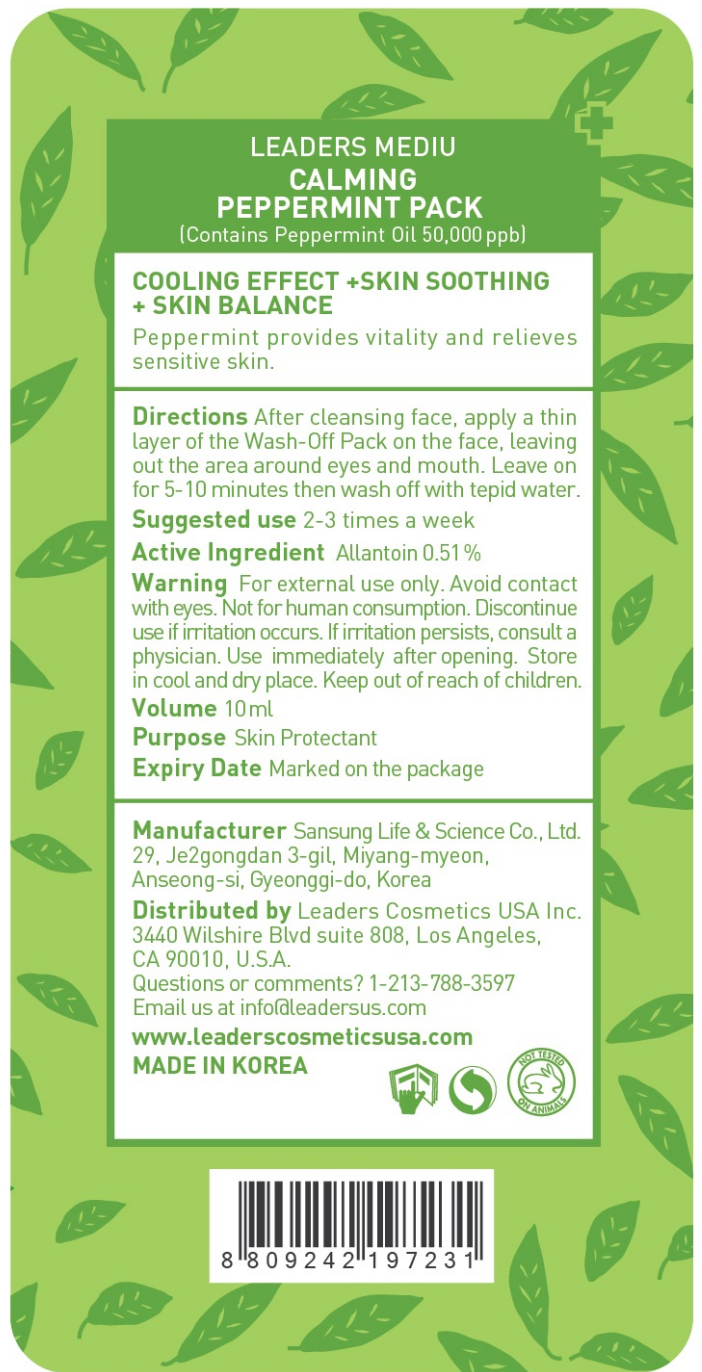 LEADERS MEDIU
CALMING
PEPPERMINT PACK
(Contains Peppermint Oil 50,000 ppb)
COOLING EFFECT +SKIN SOOTHING
+ SKIN BALANCE
Peppermint provides vitality and relieves
sensitive skin.
Directions After cleansing face, apply a thin
layer of the Wash-Off Pack on the face, leaving
out the area around eyes and mouth. Leave on
for 5-10 minutes then wash off with tepid water.
Suggested use 2-3 times a week
Active Ingredient Allantoin 0.51%
Warning For external use only. Avoid contact
with eyes. Not for human consumption. Discontinue
use if irritation occurs. If irritation persists, consult a
physician. Use immediately after opening. Store
in cool and dry place. Keep out of reach of children.
Volume 10ml
Purpose Skin Protectant
Expiry Date Marked on the package
Manufacturer Sansung Life & Science Co., Ltd.
29, Je2gongdan 3-gil, Miyang-myeon,
Anseong-si, Gyeonggi-do, Korea
Distributed by Leaders Cosmetics USA Inc.
3440 Wilshire Blvd suite 808, Los Angeles,
CA 90010, U.S.A.
Questions or comments? 1-213-788-3597
Email us at info@leadersus.com
www.leaderscosmeticsusa.com
MADE IN KOREA
NOT TESTED
ON ANIMALS
8 809242 197231